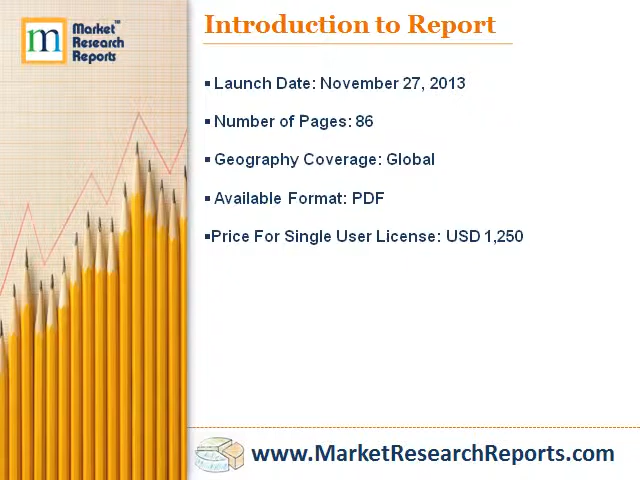 Introduction to Report
m
Market™
Research
Reports
▪ Launch Date: November 27, 2013
▪ Number of Pages: 86
▪ Geography Coverage: Global
▪ Available Format: PDF
▪Price For Single User License: USD 1,250
www.MarketResearchReports.com